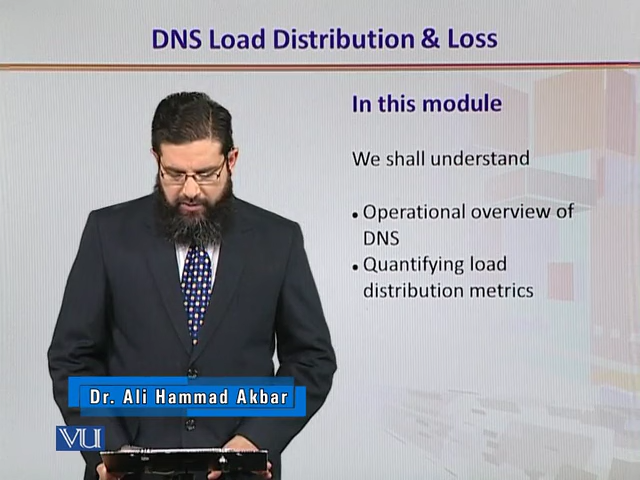 DNS Load Distribution & Loss
In this module
We shall understand
• Operational overview of
DNS
• Quantifying load
distribution metrics
Dr. Ali Hammad Akbar
VU